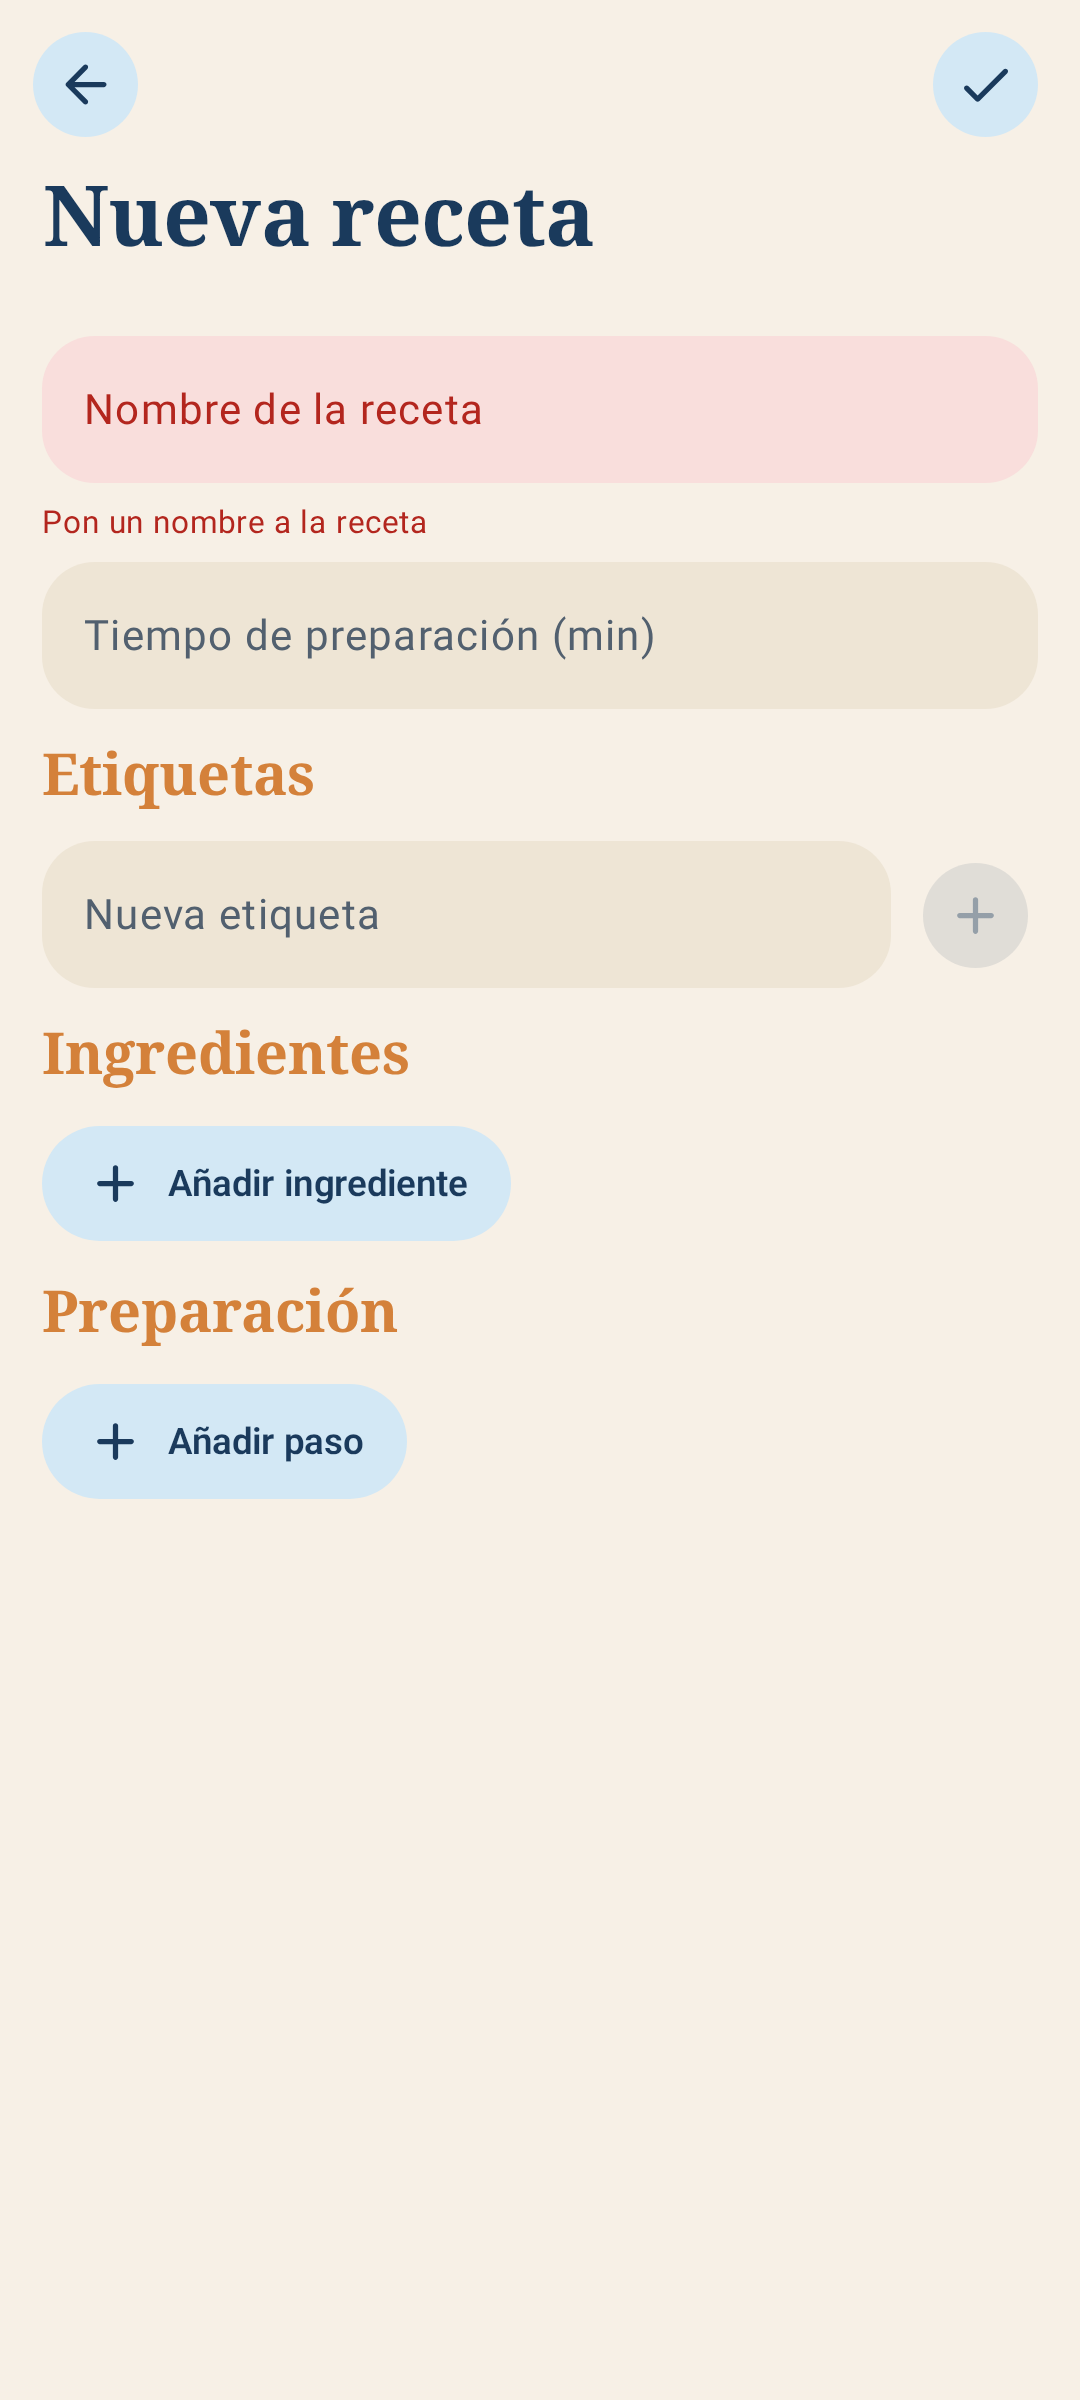 Nueva receta
Nombre de la receta
Pon un nombre a la receta
Tiempo de preparación (min)
Etiquetas
Nueva etiqueta
Ingredientes
Añadir ingrediente
Preparación
Añadir paso